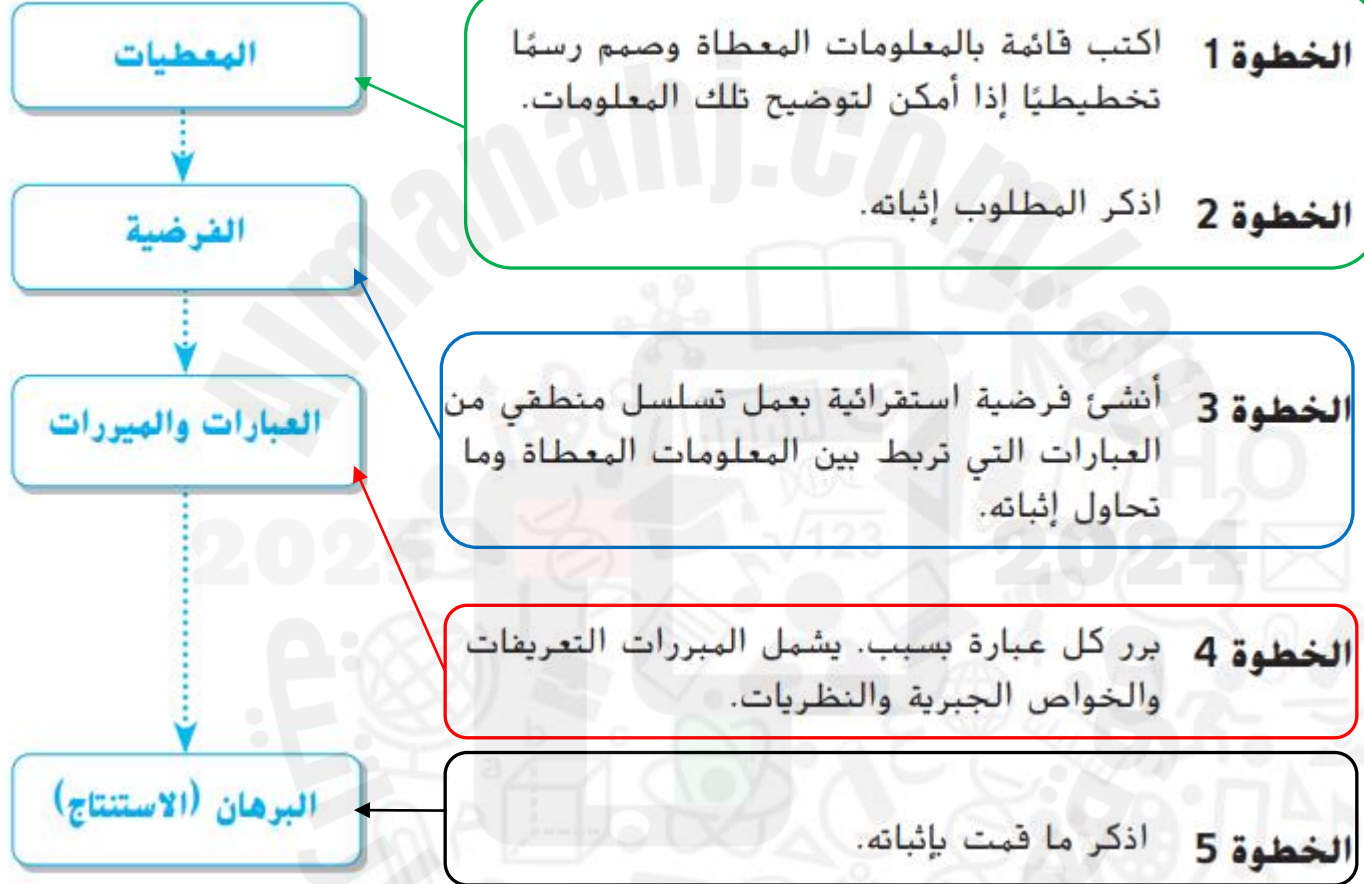 المعطيات
الفرضية
العبارات والمبررات
البرهان (الاستنتاج)
الخطوة 1 اكتب قائمة بالمعلومات المعطاة وصمم رسمًا
تخطيطيًا إذا أمكن لتوضيح تلك المعلومات.
الخطوة 2 اذكر المطلوب إثباته.
الخطوة 3 أنشئ فرضية استقرائية بعمل تسلسل منطقي من
العبارات التي تربط بين المعلومات المعطاة وما
تحاول إثباته.
الخطوة 4 برر كل عبارة بسبب. يشمل المبررات التعريفات
والخواص الجبرية والنظريات.
الخطوة 5 اذكر ما قمت بإثباته.
2024
√123